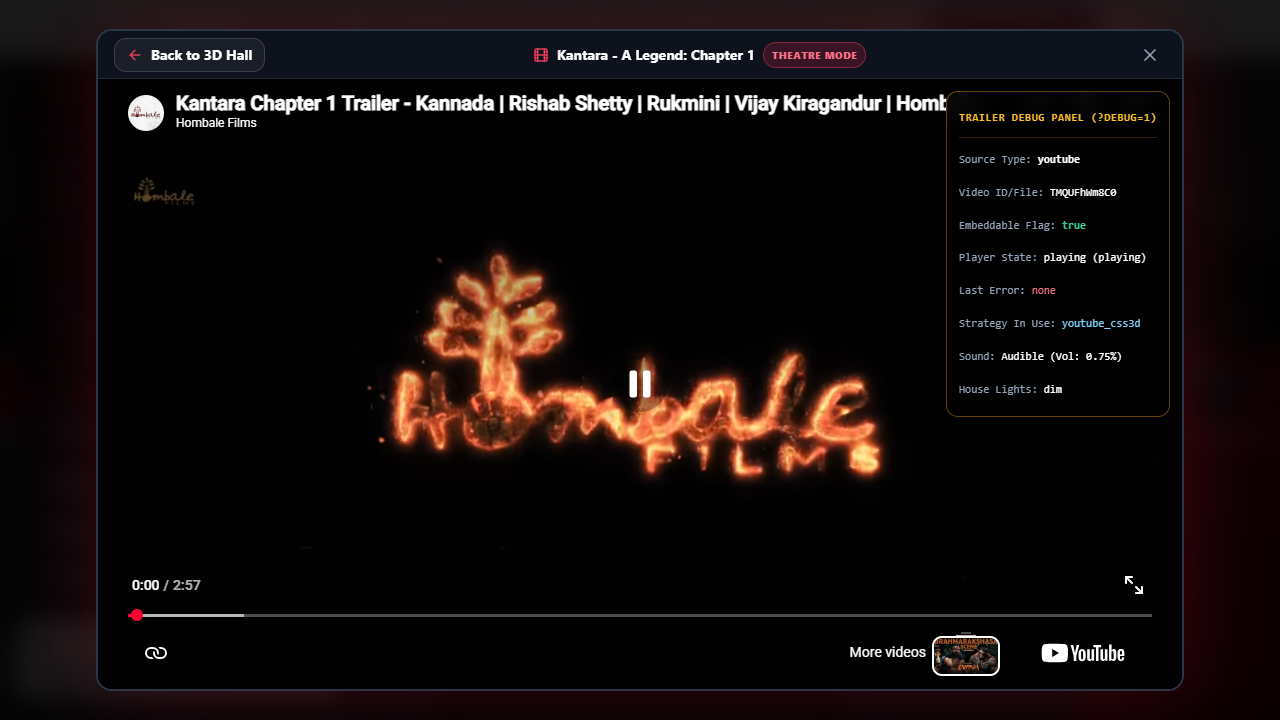 Back to 3D Hall
Kantara - A Legend: Chapter 1
THEATRE MODE
Kantara Chapter 1 Trailer - Kannada | Rishab Shetty | Rukmini | Vijay Kiragandur | Homb
Hombale Films
TRAILER DEBUG PANEL (?DEBUG=1)
Source Type: youtube
Video ID/File: TMQUFhWm8C0
Embeddable Flag: true
Player State: playing (playing)
Last Error: none
Strategy In Use: youtube_css3d
Sound: Audible (Vol: 0.75%)
House Lights: dim
Hombale
FILMS
Hombale
FILMS
0:00 / 2:57
More videos
YouTube